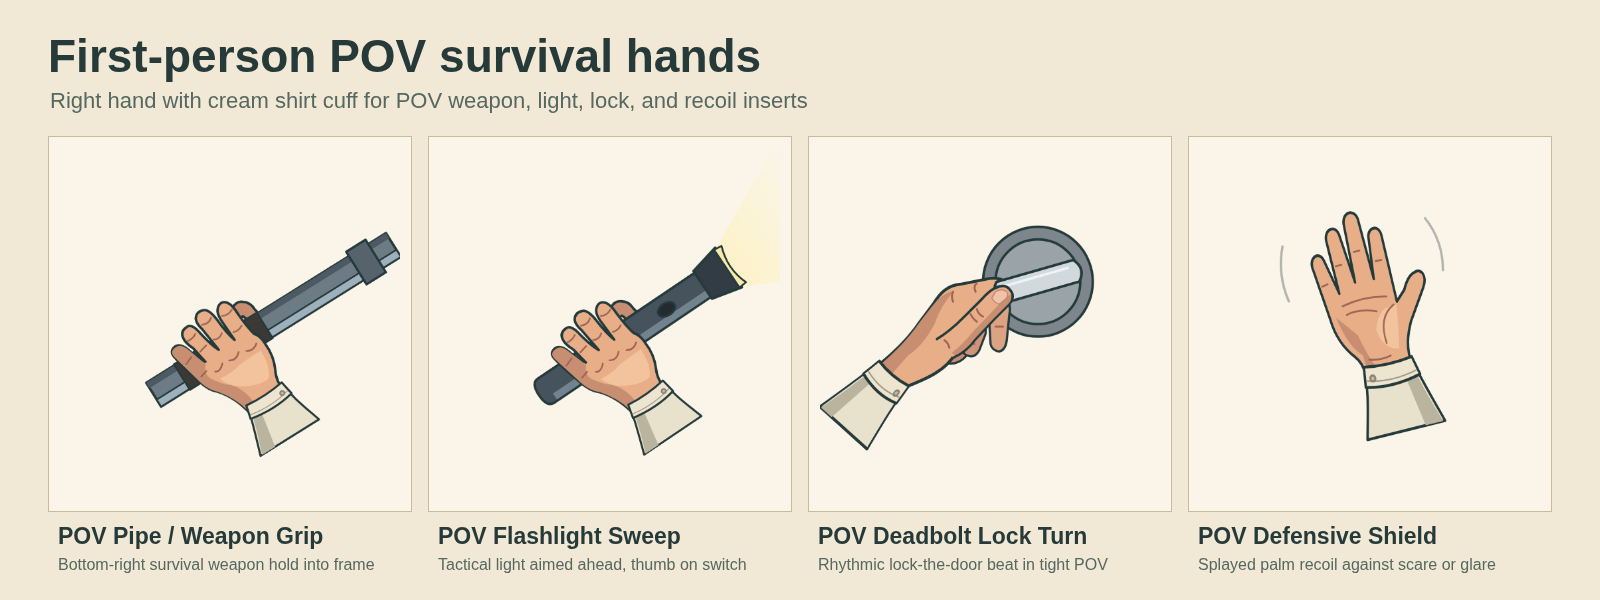 First-person POV survival hands
Right hand with cream shirt cuff for POV weapon, light, lock, and recoil inserts
POV Pipe / Weapon Grip
Bottom-right survival weapon hold into frame
POV Flashlight Sweep
Tactical light aimed ahead, thumb on switch
POV Deadbolt Lock Turn
Rhythmic lock-the-door beat in tight POV
POV Defensive Shield
Splayed palm recoil against scare or glare